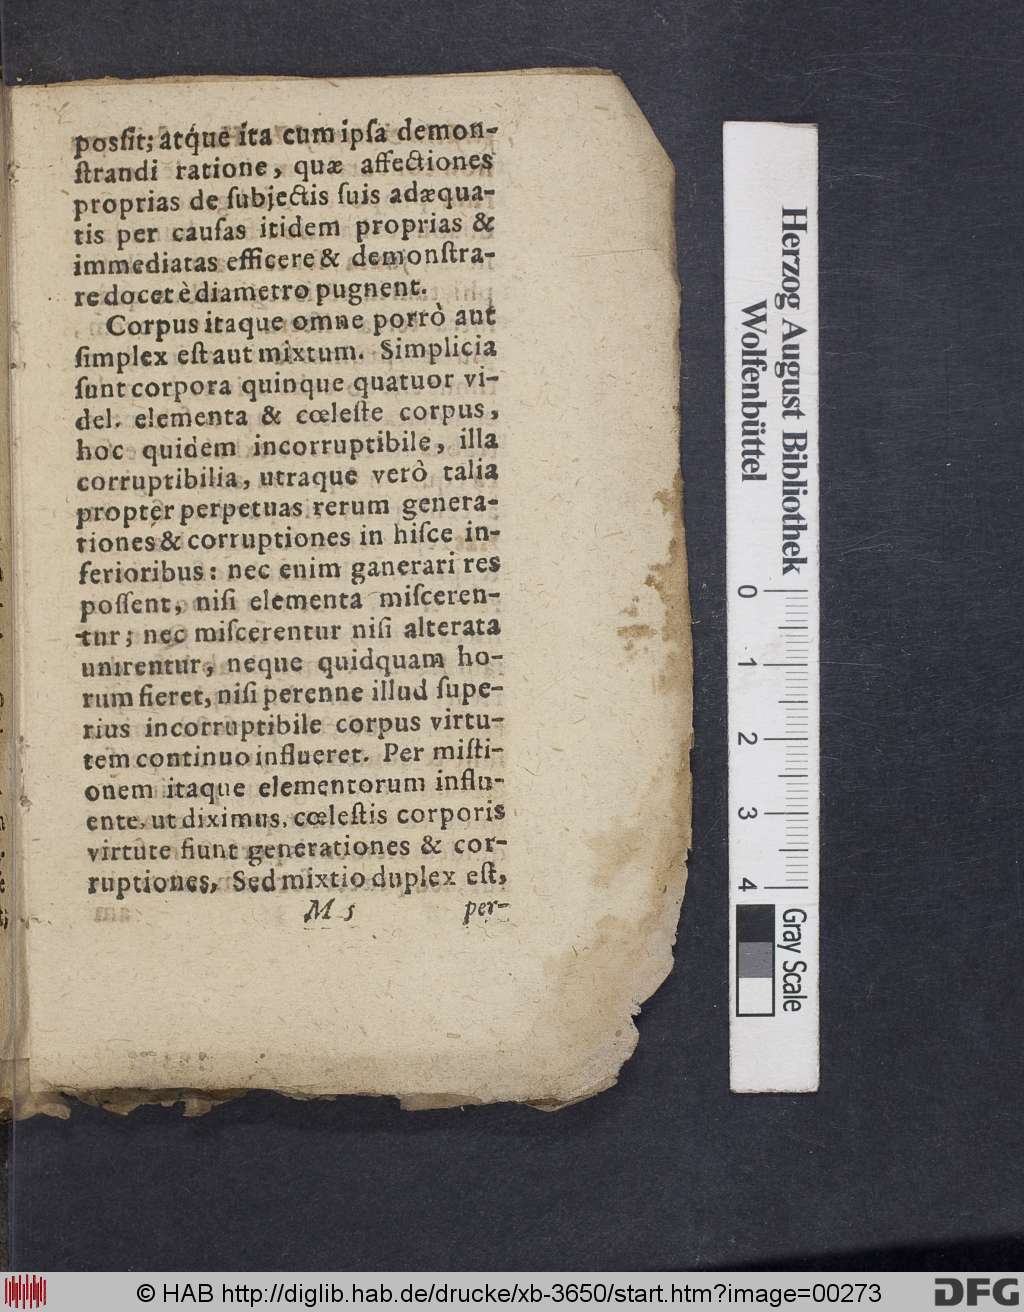 posſit; atq́ue ita cum ipſa demon-
ſtrandi ratione, quæ affectiones
proprias de ſubjectis ſuis adæqua-
tis per cauſas itidem proprias &
immediatas efficere & demonſtra-
re docet è diametro pugnent.
Corpus itaque omne porrò aut
ſimplex eſt aut mixtum. Simplicia
ſunt corpora quinque quatuor vi-
del. elementa & cœleſte corpus,
hoc quidem incorruptibile, illa
corruptibilia, utraque verò talia
propter perpetuas rerum genera-
tiones & corruptiones in hiſce in-
ferioribus: nec enim ganerari res
poſſent, niſi elementa miſceren-
tur; nec miſcerentur niſi alterata
unirentur, neque quidquam ho-
rum fieret, niſi perenne illud ſupe-
rius incorruptibile corpus virtu-
tem continuo influeret. Per miſti-
onem itaque elementorum influ-
ente, ut diximus, cœleſtis corporis
virtute fiunt generationes & cor-
ruptiones, Sed mixtio duplex eſt,
M 5 per-
Herzog August Bibliothek
Wolfenbüttel
0 1 2 3 4
Gray Scale
© HAB http://diglib.hab.de/drucke/xb-3650/start.htm?image=00273
DFG